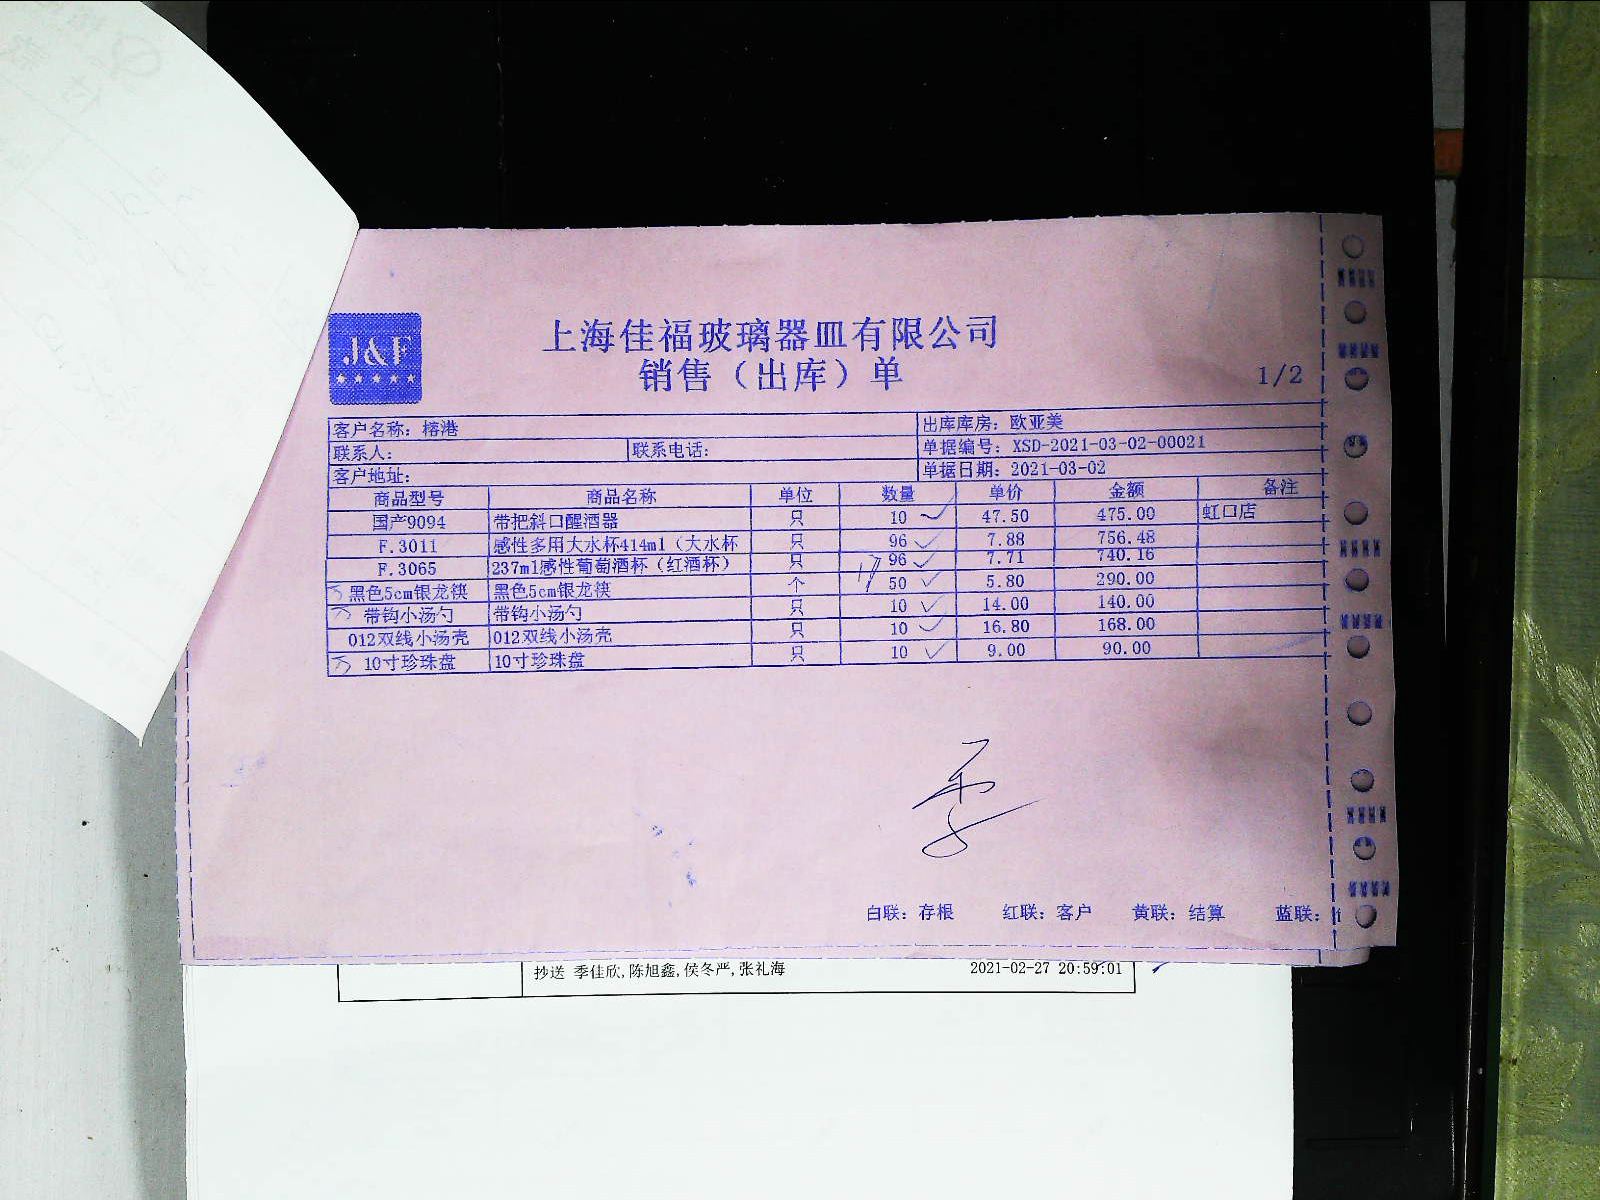 J&F
上海佳福玻璃器皿有限公司
销售（出库）单
1/2
客户名称：榕港 出库库房：欧亚美
联系人： 联系电话： 单据编号：XSD-2021-03-02-00021
客户地址： 单据日期：2021-03-02
商品型号 商品名称 单位 数量 单价 金额 备注
国产9094 带把斜口醒酒器 只 10 47.50 475.00 虹口店
F.3011 感性多用大水杯414ml（大水杯 只 96 7.88 756.48
F.3065 237ml感性葡萄酒杯（红酒杯） 只 96 7.71 740.16
黑色5cm银龙筷 黑色5cm银龙筷 个 50 5.80 290.00
带钩小汤勺 带钩小汤勺 只 10 14.00 140.00
012双线小汤壳 012双线小汤壳 只 10 16.80 168.00
10寸珍珠盘 10寸珍珠盘 只 10 9.00 90.00
季
白联：存根 红联：客户 黄联：结算 蓝联：
抄送 季佳欣,陈旭鑫,侯冬严,张礼海 2021-02-27 20:59:01